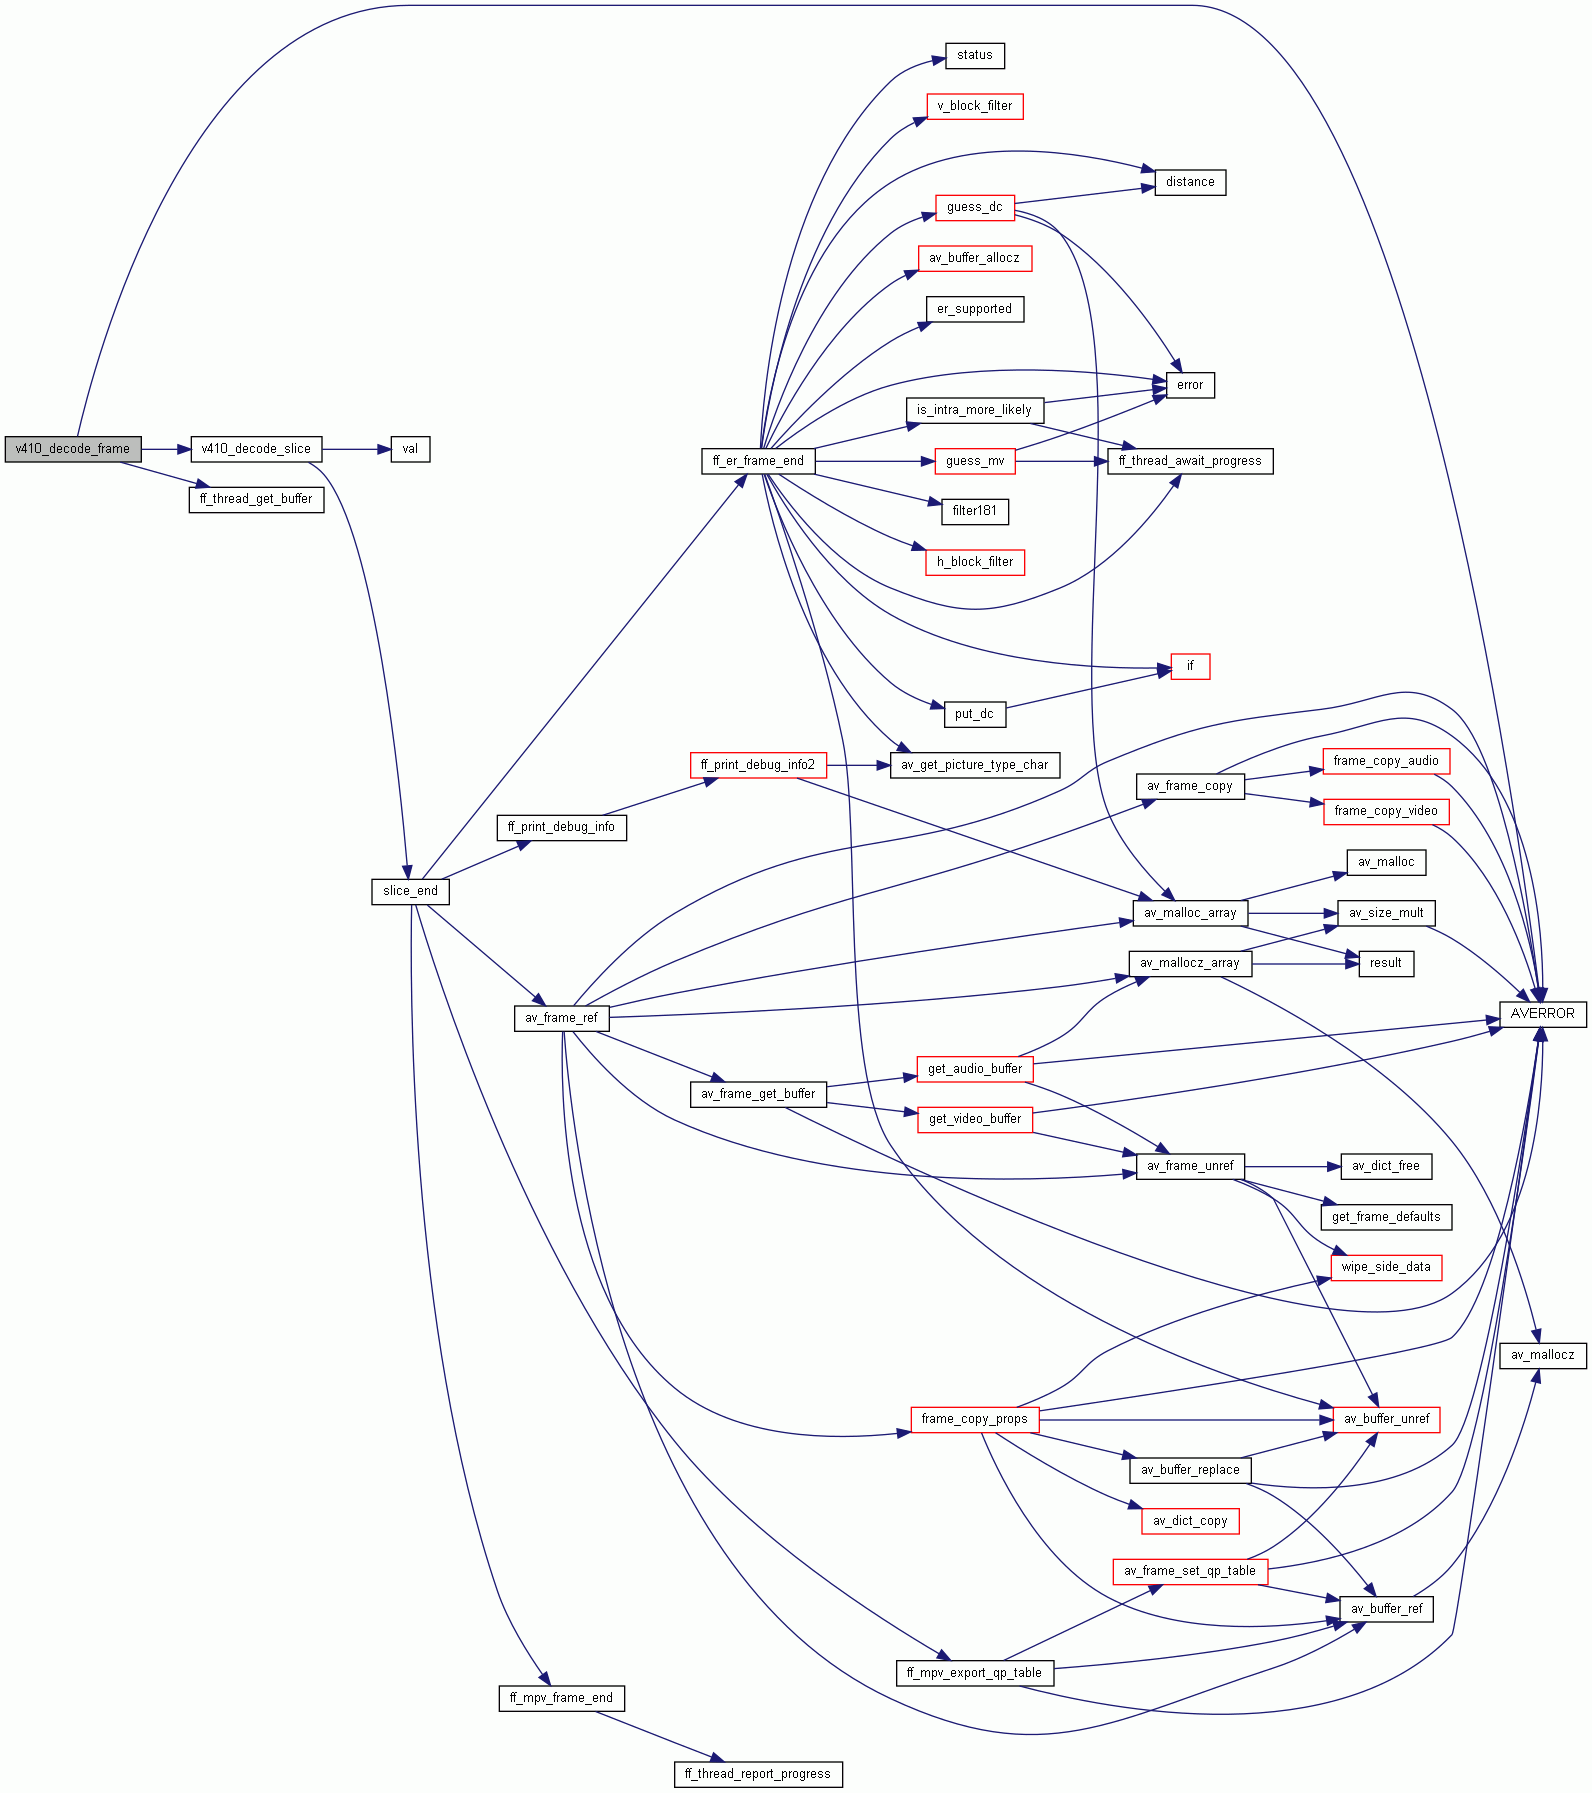 status
v_block_filter
distance
guess_dc
av_buffer_allocz
er_supported
error
is_intra_more_likely
v410_decode_frame
v410_decode_slice
val
ff_er_frame_end
guess_mv
ff_thread_await_progress
ff_thread_get_buffer
filter181
h_block_filter
if
put_dc
ff_print_debug_info2
av_get_picture_type_char
frame_copy_audio
av_frame_copy
frame_copy_video
ff_print_debug_info
av_malloc
slice_end
av_malloc_array
av_size_mult
av_mallocz_array
result
av_frame_ref
AVERROR
get_audio_buffer
av_frame_get_buffer
get_video_buffer
av_frame_unref
av_dict_free
get_frame_defaults
wipe_side_data
av_mallocz
frame_copy_props
av_buffer_unref
av_buffer_replace
av_dict_copy
av_frame_set_qp_table
av_buffer_ref
ff_mpv_export_qp_table
ff_mpv_frame_end
ff_thread_report_progress